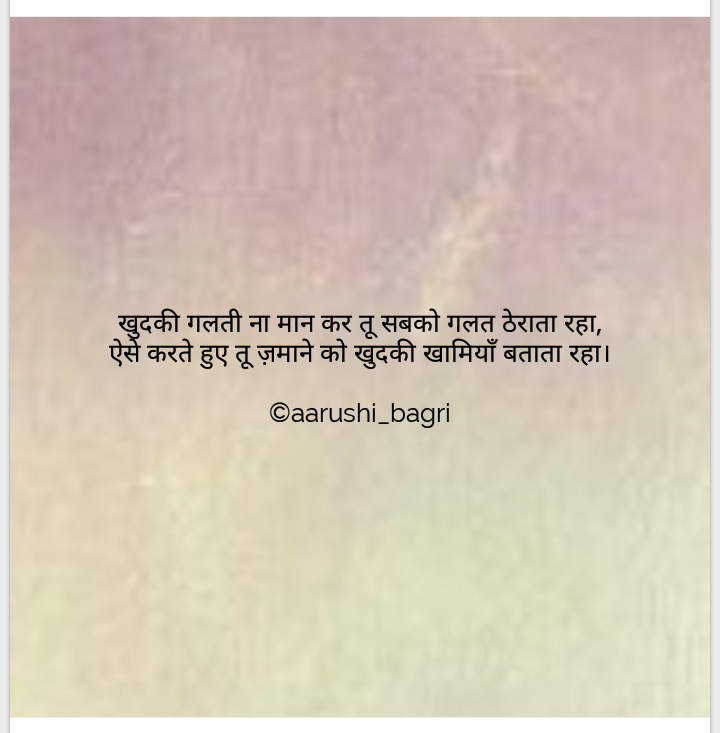 खुदकी गलती ना मान कर तू सबको गलत ठेराता रहा,
ऐसे करते हुए तू ज़माने को खुदकी खामियाँ बताता रहा।
©aarushi_bagri